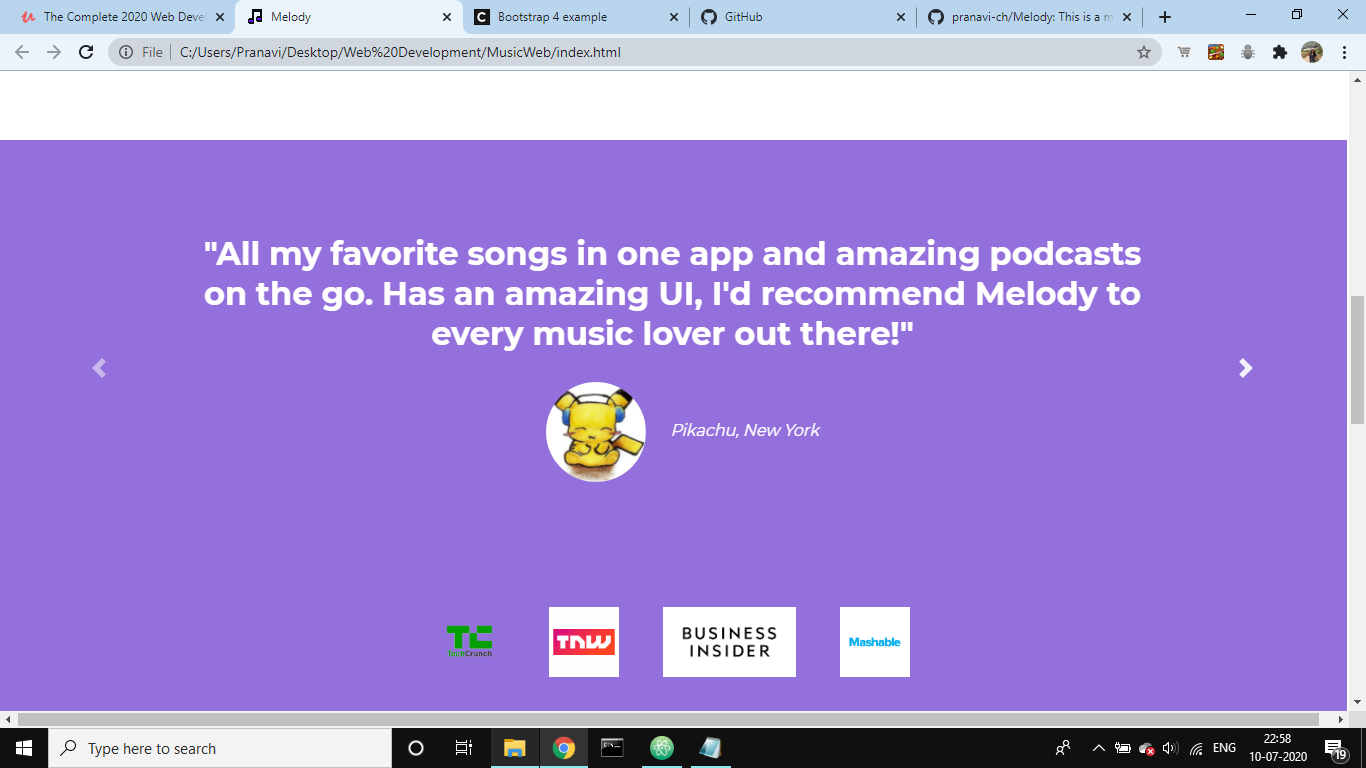 The Complete 2020 Web Devel
Melody
Bootstrap 4 example
GitHub
pranavi-ch/Melody: This is a m
File
C:/Users/Pranavi/Desktop/Web%20Development/MusicWeb/index.html
"All my favorite songs in one app and amazing podcasts
on the go. Has an amazing UI, I'd recommend Melody to
every music lover out there!"
Pikachu, New York
TC
TechCrunch
TNW
BUSINESS
INSIDER
Mashable
Type here to search
ENG
22:58
10-07-2020
19